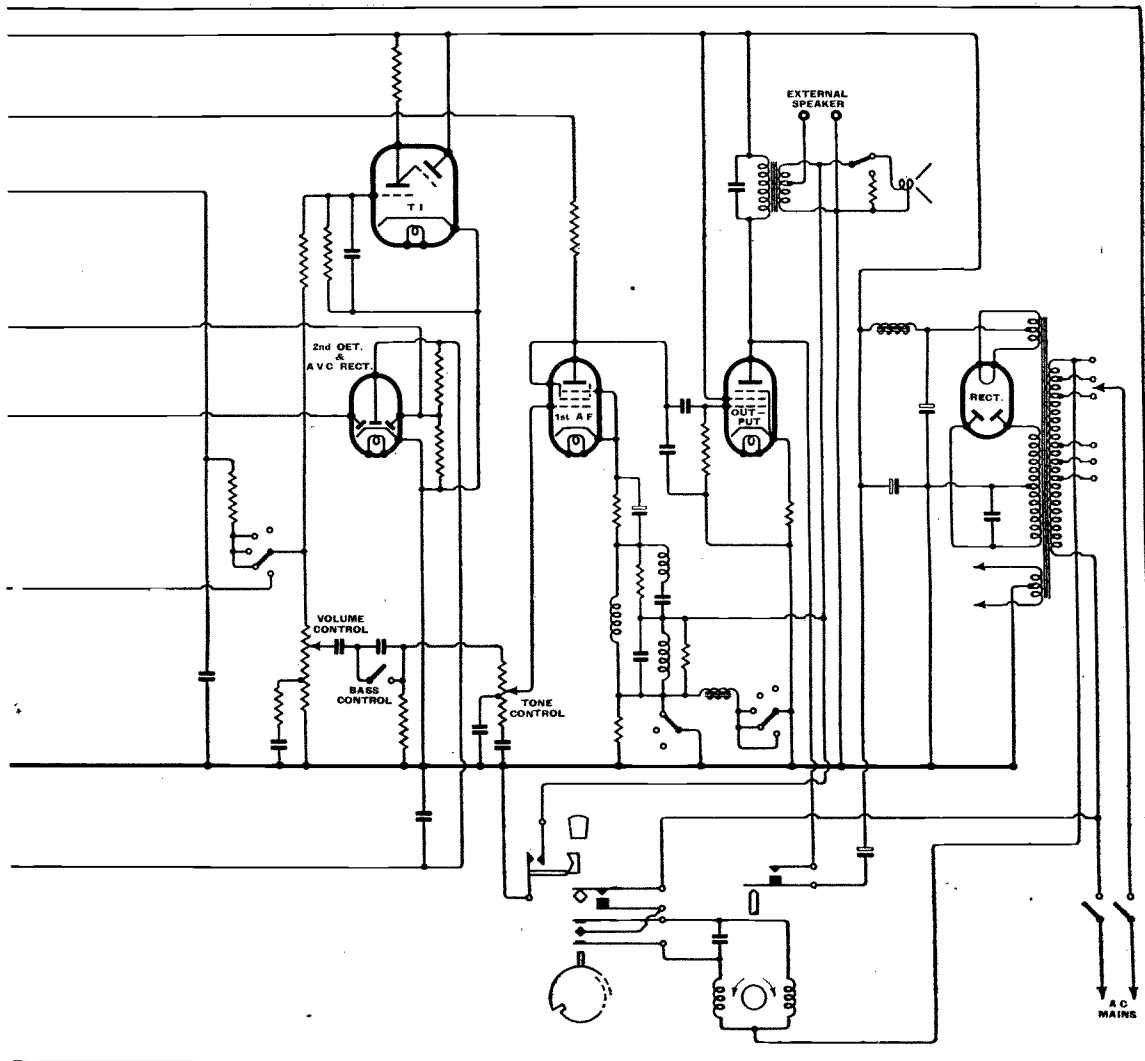 EXTERNAL
SPEAKER
T I
2nd DET.
&
A V C RECT.
1st A F
OUT-
PUT
RECT.
VOLUME
CONTROL
BASS
CONTROL
TONE
CONTROL
A C
MAINS